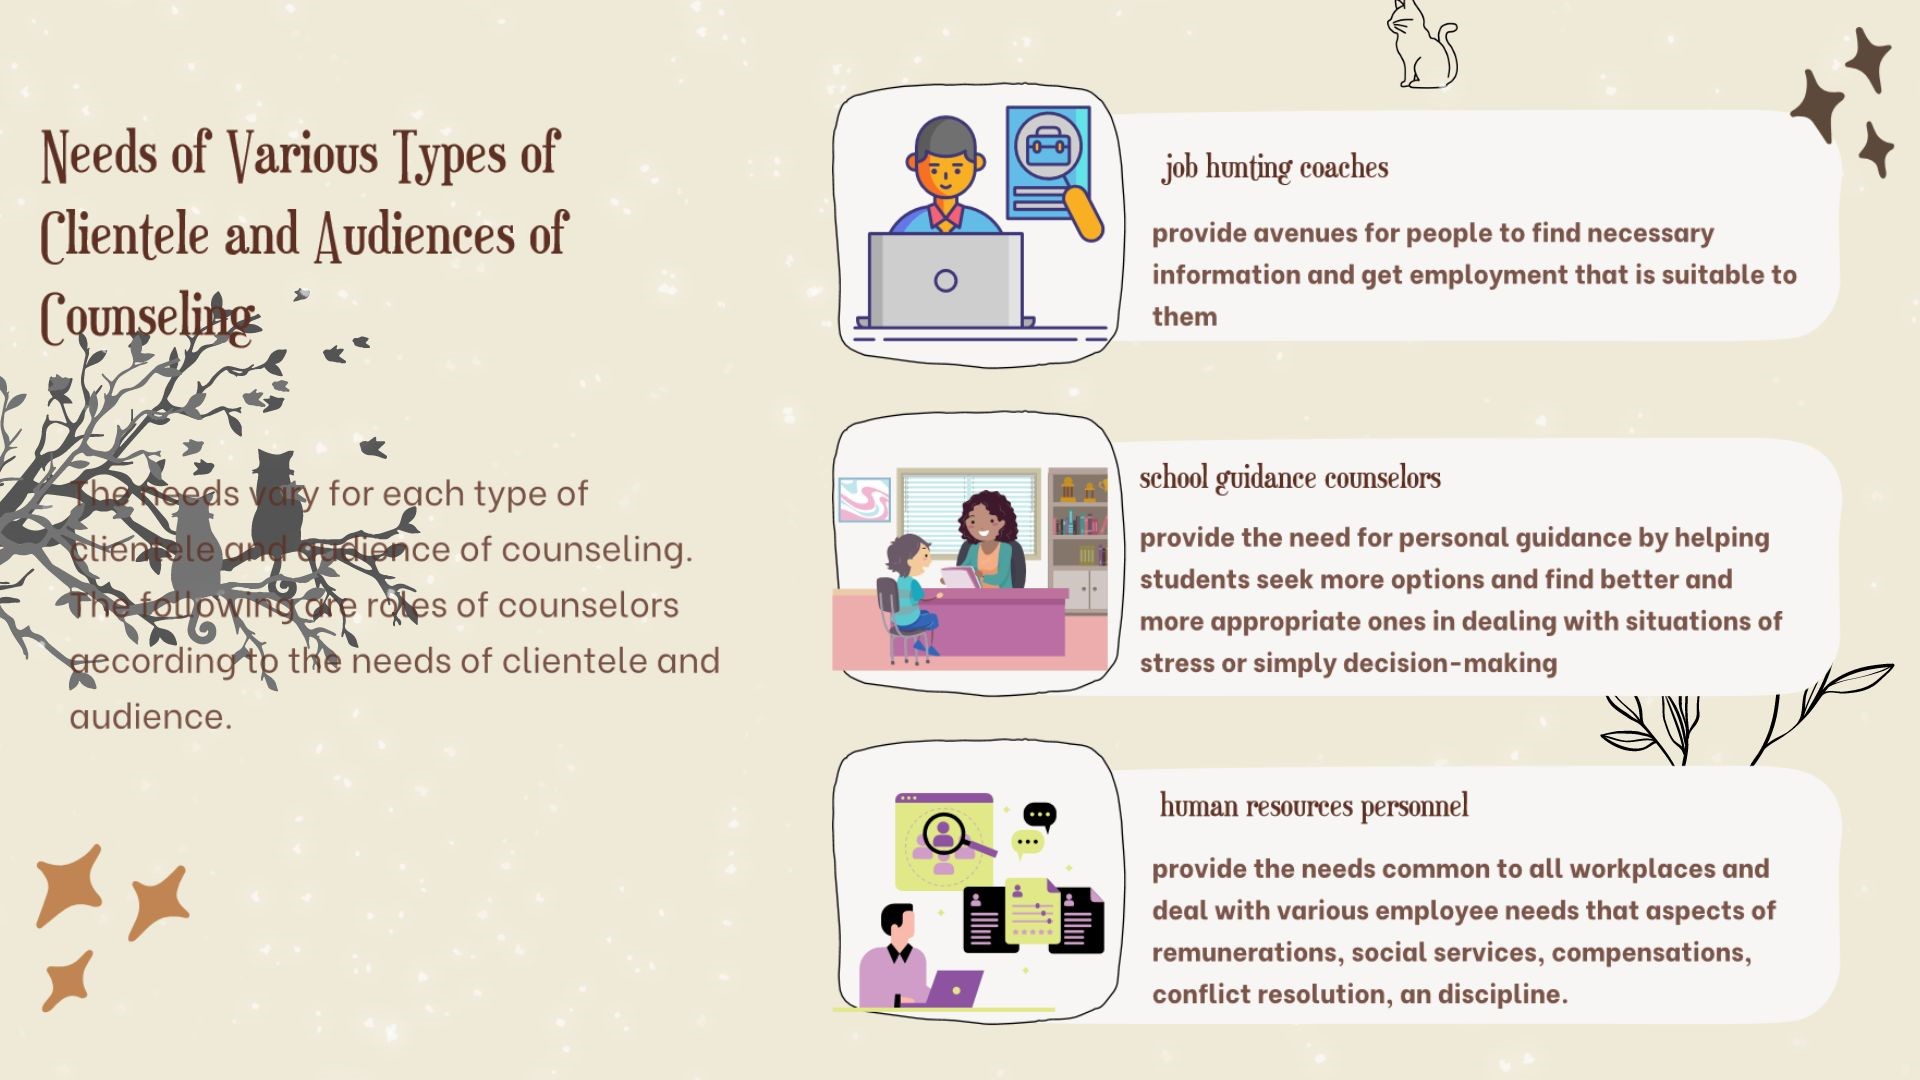 Needs of Various Types of
Clientele and Audiences of
Counseling
The needs vary for each type of
clientele and audience of counseling.
The following are roles of counselors
according to the needs of clientele and
audience.
job hunting coaches
provide avenues for people to find necessary
information and get employment that is suitable to
them
school guidance counselors
provide the need for personal guidance by helping
students seek more options and find better and
more appropriate ones in dealing with situations of
stress or simply decision-making
human resources personnel
provide the needs common to all workplaces and
deal with various employee needs that aspects of
remunerations, social services, compensations,
conflict resolution, an discipline.